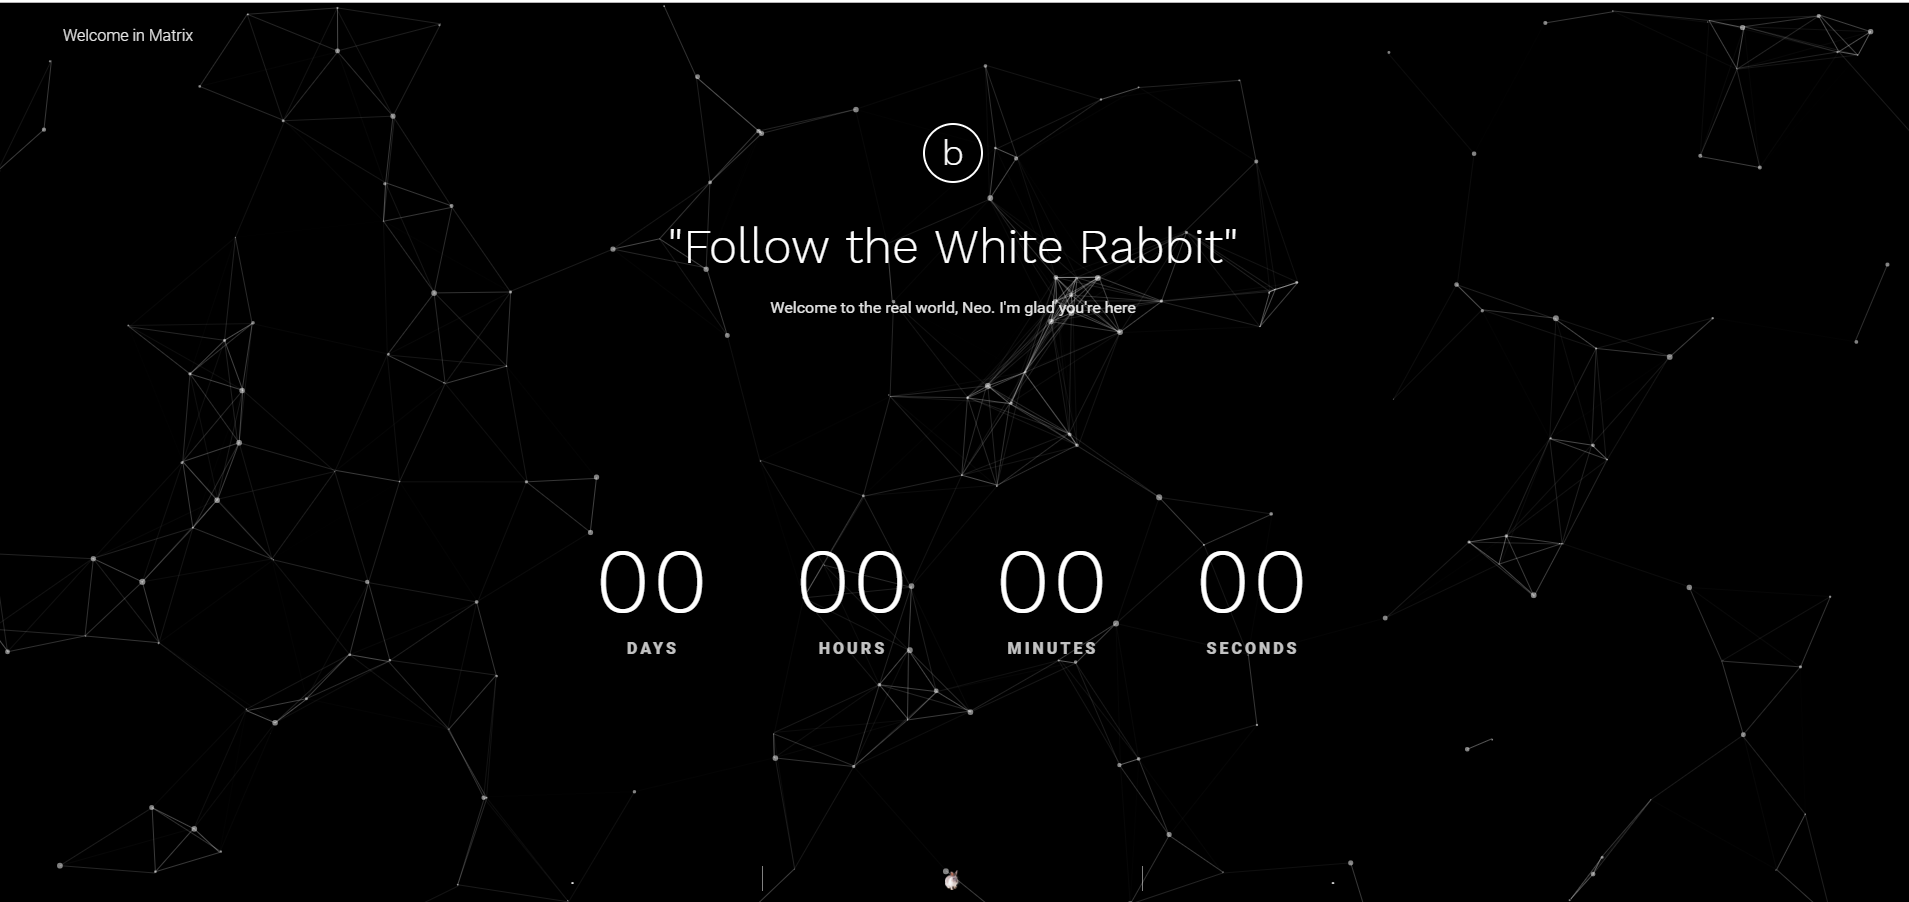 Welcome in Matrix
b
"Follow the White Rabbit"
Welcome to the real world, Neo. I'm glad you're here
00 00 00 00
DAYS HOURS MINUTES SECONDS